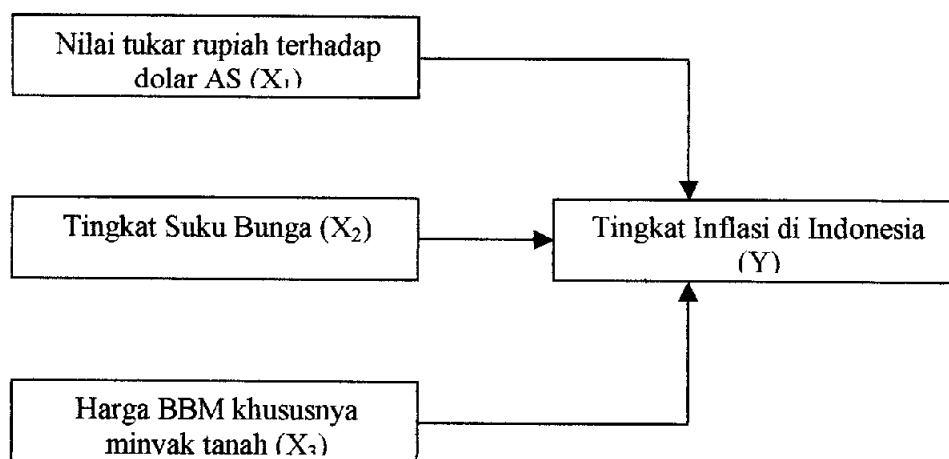 Nilai tukar rupiah terhadap
dolar AS (X₁)
Tingkat Suku Bunga (X₂)
Tingkat Inflasi di Indonesia
(Y)
Harga BBM khususnya
minyak tanah (X₃)